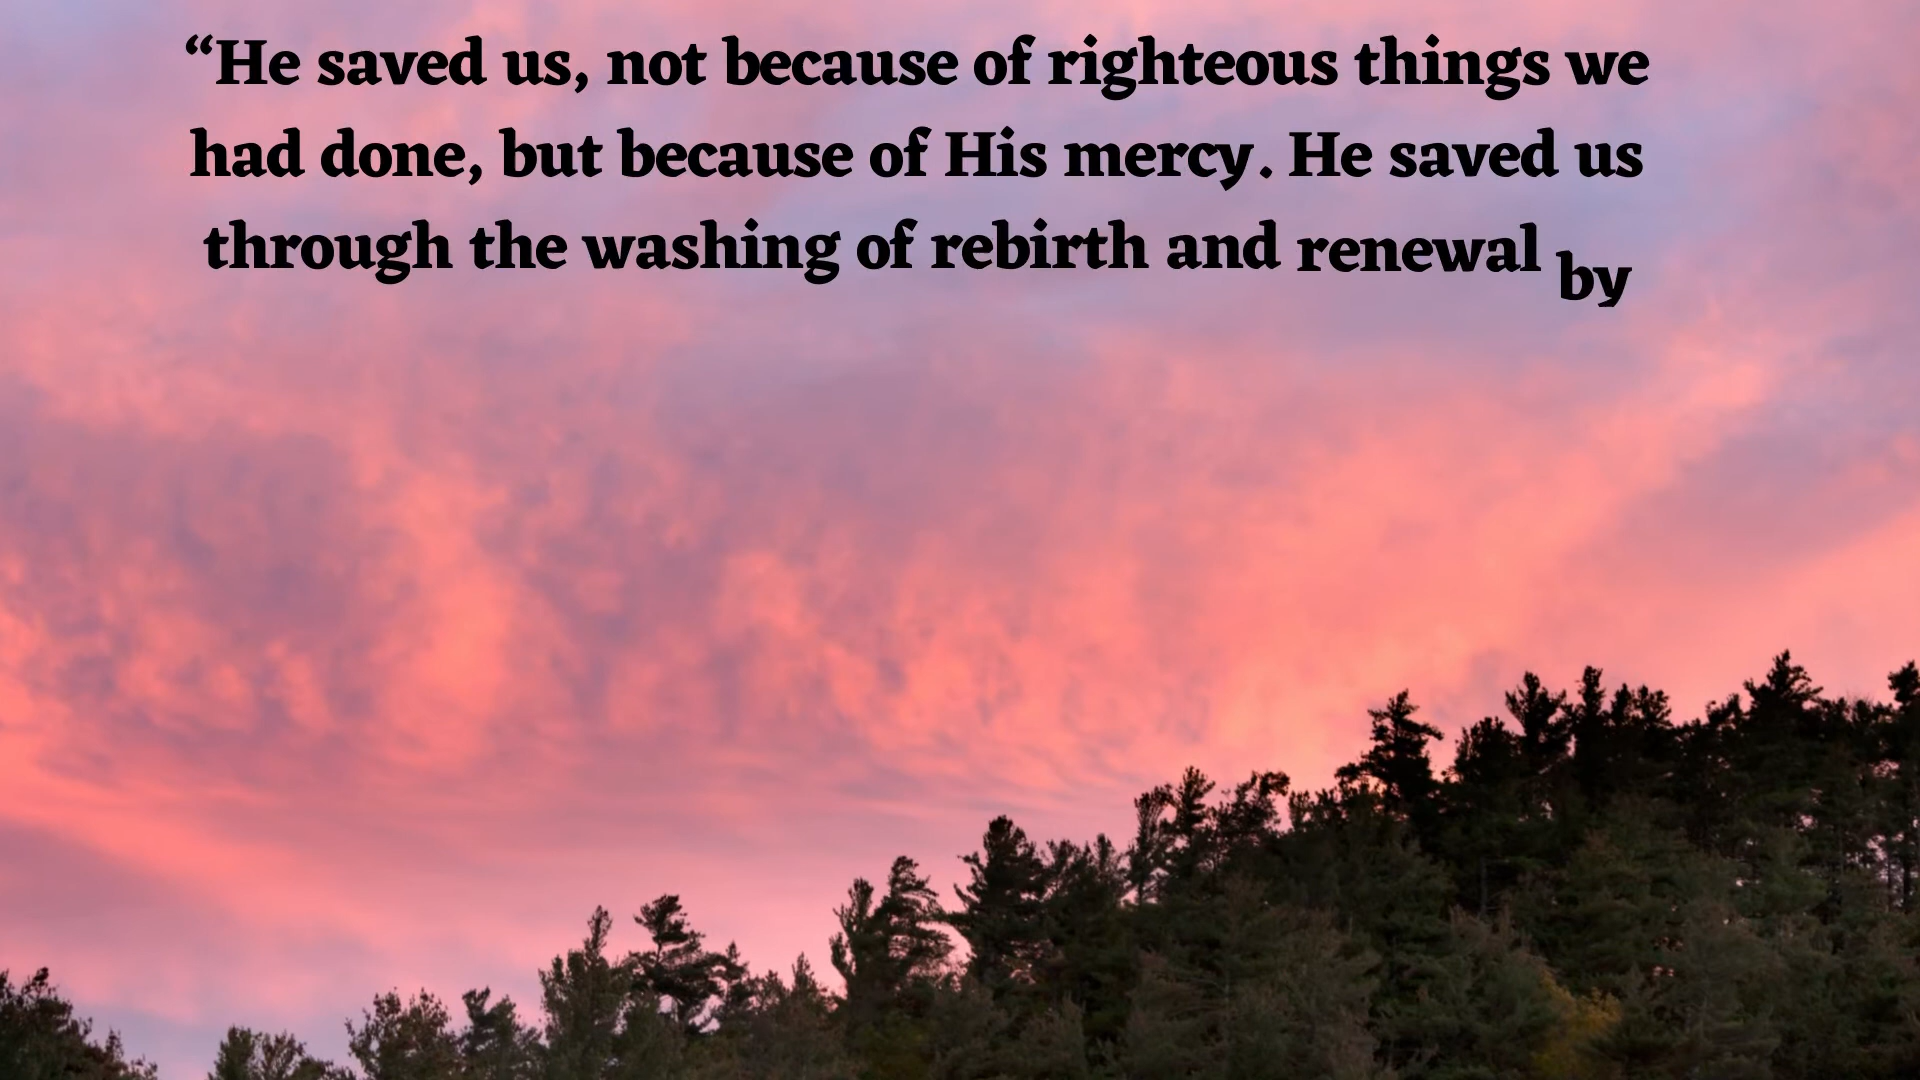 “He saved us, not because of righteous things we
had done, but because of His mercy. He saved us
through the washing of rebirth and renewal by